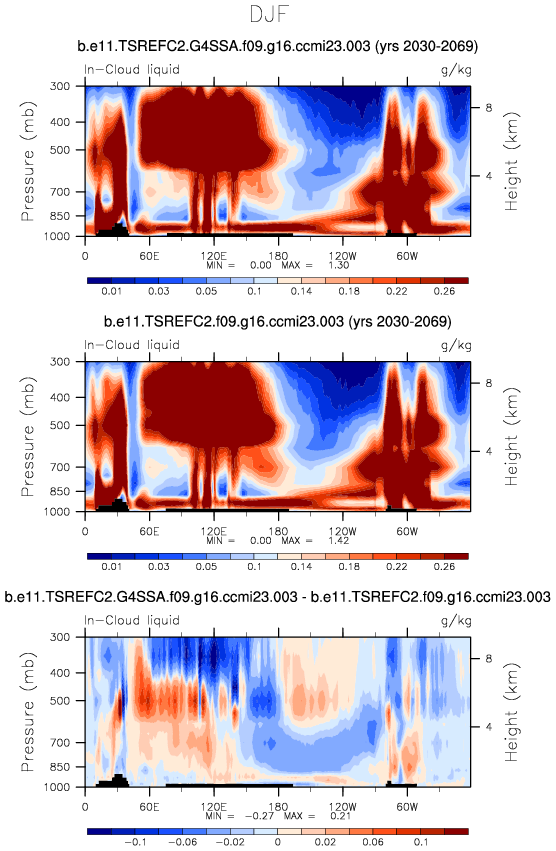 DJF
b.e11.TSREFC2.G4SSA.f09.g16.ccmi23.003 (yrs 2030-2069)
In-Cloud liquid g/kg
Pressure (mb)
300
400
500
700
850
1000
8
4
Height (km)
0 60E 120E 180 120W 60W
MIN = 0.00 MAX = 1.30
0.01 0.03 0.05 0.1 0.14 0.18 0.22 0.26
b.e11.TSREFC2.f09.g16.ccmi23.003 (yrs 2030-2069)
In-Cloud liquid g/kg
Pressure (mb)
300
400
500
700
850
1000
8
4
Height (km)
0 60E 120E 180 120W 60W
MIN = 0.00 MAX = 1.42
0.01 0.03 0.05 0.1 0.14 0.18 0.22 0.26
b.e11.TSREFC2.G4SSA.f09.g16.ccmi23.003 - b.e11.TSREFC2.f09.g16.ccmi23.003
In-Cloud liquid g/kg
Pressure (mb)
300
400
500
700
850
1000
8
4
Height (km)
0 60E 120E 180 120W 60W
MIN = -0.27 MAX = 0.21
-0.1 -0.06 -0.02 0 0.02 0.06 0.1